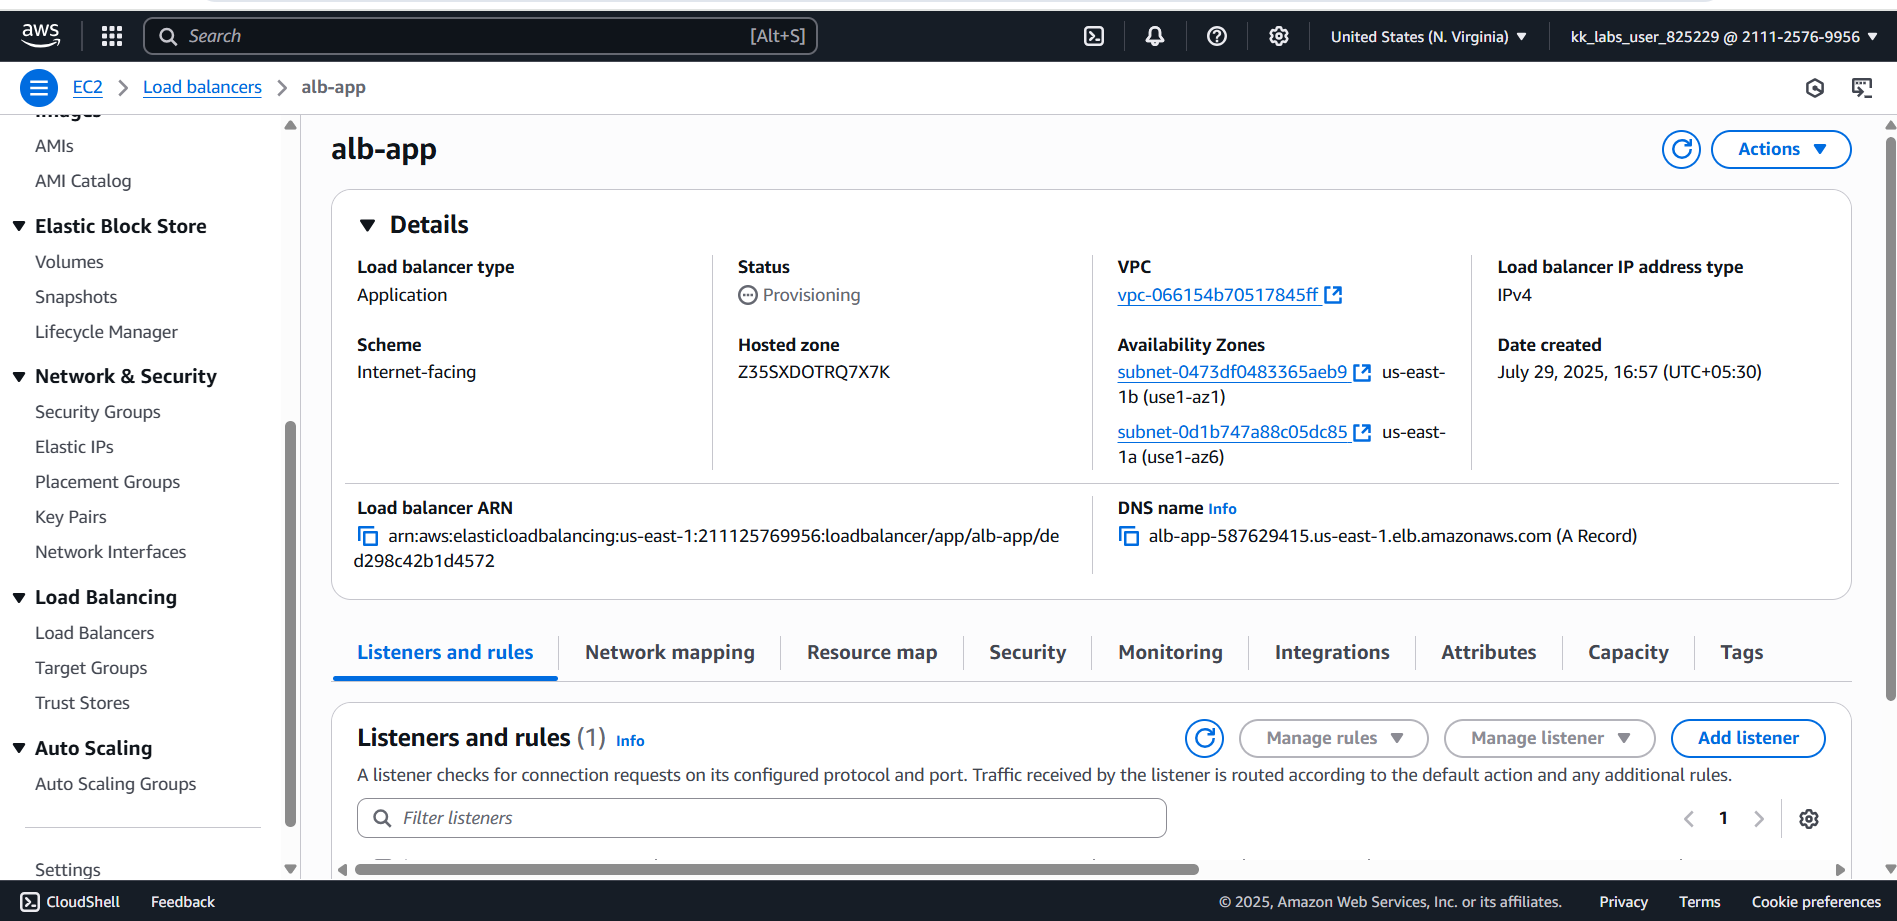 aws
Search [Alt+S]
United States (N. Virginia)
kk_labs_user_825229 @ 2111-2576-9956
EC2
Load balancers
alb-app
Images
AMIs
AMI Catalog
Elastic Block Store
Volumes
Snapshots
Lifecycle Manager
Network & Security
Security Groups
Elastic IPs
Placement Groups
Key Pairs
Network Interfaces
Load Balancing
Load Balancers
Target Groups
Trust Stores
Auto Scaling
Auto Scaling Groups
Settings
alb-app
Actions
Details
Load balancer type
Application
Status
Provisioning
VPC
vpc-066154b70517845ff
Load balancer IP address type
IPv4
Scheme
Internet-facing
Hosted zone
Z35SXDOTRQ7X7K
Availability Zones
subnet-0473df0483365aeb9 us-east-
1b (use1-az1)
subnet-0d1b747a88c05dc85 us-east-
1a (use1-az6)
Date created
July 29, 2025, 16:57 (UTC+05:30)
Load balancer ARN
arn:aws:elasticloadbalancing:us-east-1:211125769956:loadbalancer/app/alb-app/de
d298c42b1d4572
DNS name Info
alb-app-587629415.us-east-1.elb.amazonaws.com (A Record)
Listeners and rules
Network mapping
Resource map
Security
Monitoring
Integrations
Attributes
Capacity
Tags
Listeners and rules (1) Info
Manage rules
Manage listener
Add listener
A listener checks for connection requests on its configured protocol and port. Traffic received by the listener is routed according to the default action and any additional rules.
Filter listeners
1
CloudShell
Feedback
© 2025, Amazon Web Services, Inc. or its affiliates.
Privacy
Terms
Cookie preferences